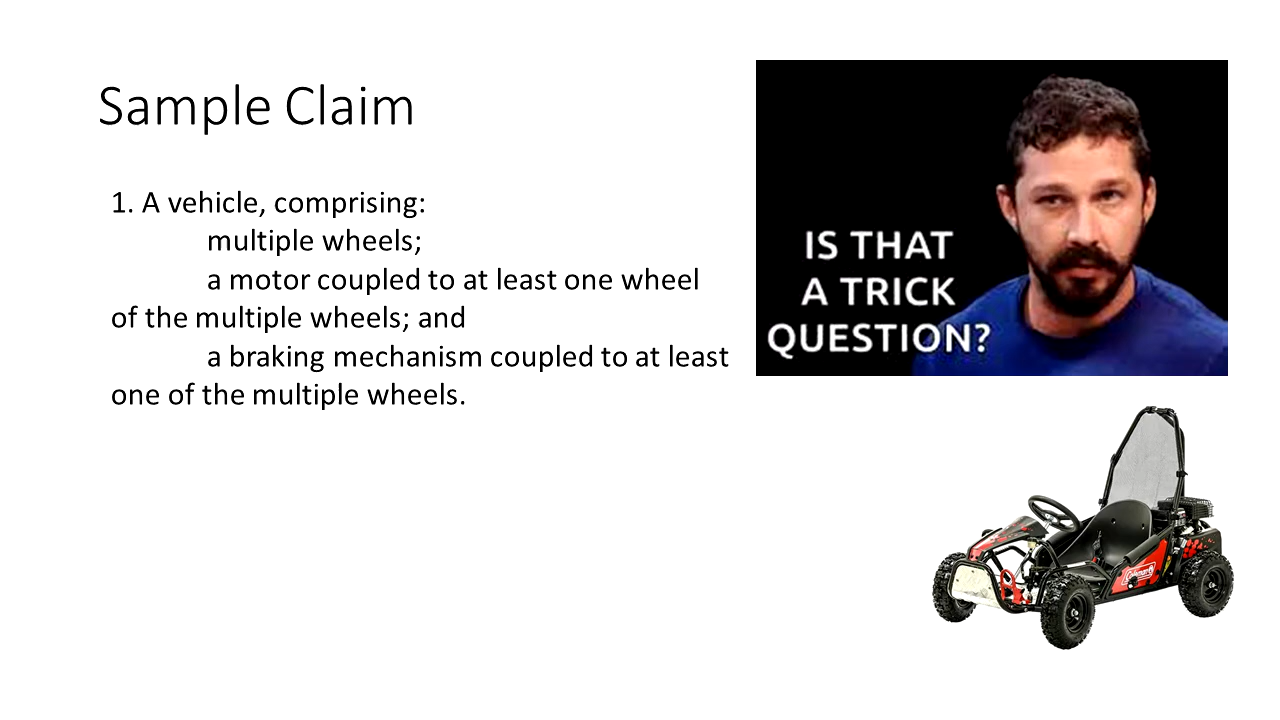 Sample Claim
1. A vehicle, comprising:
multiple wheels;
a motor coupled to at least one wheel
of the multiple wheels; and
a braking mechanism coupled to at least
one of the multiple wheels.
IS THAT
A TRICK
QUESTION?
Coleman